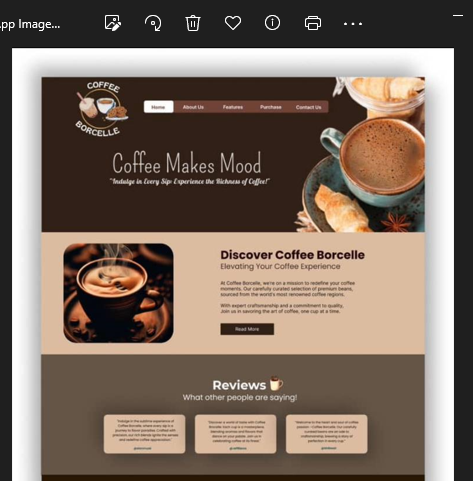 pp Image...
COFFEE
BORCELLE
Home About Us Features Purchase Contact Us
Coffee Makes Mood
"Indulge in Every Sip: Experience the Richness of Coffee!"
Discover Coffee Borcelle
Elevating Your Coffee Experience
At Coffee Borcelle, we're on a mission to redefine your coffee
moments. Our carefully curated selection of premium beans,
sourced from the world's most renowned coffee regions.
With expert craftsmanship and a commitment to quality,
Join us in savoring the art of coffee, one cup at a time.
Read More
Reviews
What other people are saying!